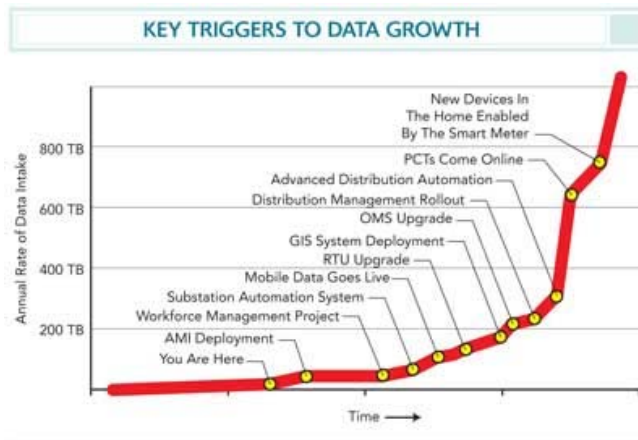 KEY TRIGGERS TO DATA GROWTH
New Devices In
The Home Enabled
By The Smart Meter
800 TB
PCTs Come Online
Advanced Distribution Automation
600 TB
Distribution Management Rollout
OMS Upgrade
GIS System Deployment
400 TB
RTU Upgrade
Mobile Data Goes Live
Substation Automation System
200 TB
Workforce Management Project
AMI Deployment
You Are Here
Annual Rate of Data Intake
Time